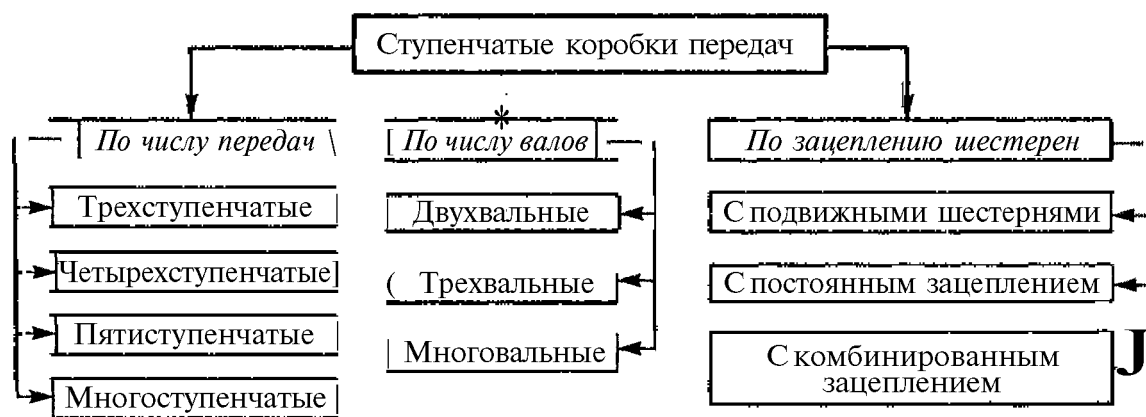 Ступенчатые коробки передач
По числу передач
Трехступенчатые
Четырехступенчатые
Пятиступенчатые
Многоступенчатые
По числу валов
Двухвальные
Трехвальные
Многовальные
По зацеплению шестерен
С подвижными шестернями
С постоянным зацеплением
С комбинированным
зацеплением